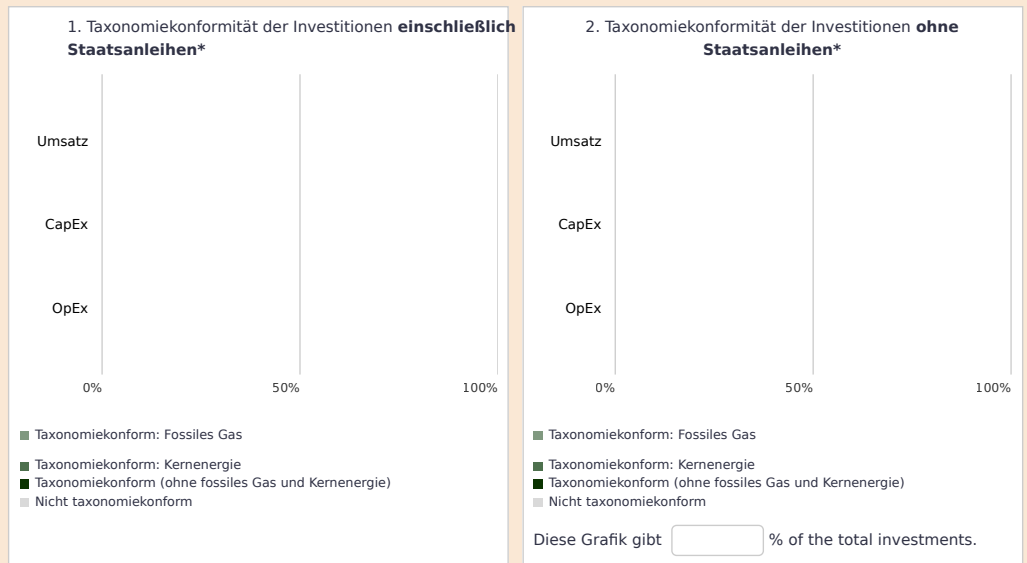 1. Taxonomiekonformität der Investitionen einschließlich
Staatsanleihen*
Umsatz
CapEx
OpEx
0% 50% 100%
Taxonomiekonform: Fossiles Gas
Taxonomiekonform: Kernenergie
Taxonomiekonform (ohne fossiles Gas und Kernenergie)
Nicht taxonomiekonform
2. Taxonomiekonformität der Investitionen ohne
Staatsanleihen*
Umsatz
CapEx
OpEx
0% 50% 100%
Taxonomiekonform: Fossiles Gas
Taxonomiekonform: Kernenergie
Taxonomiekonform (ohne fossiles Gas und Kernenergie)
Nicht taxonomiekonform
Diese Grafik gibt % of the total investments.